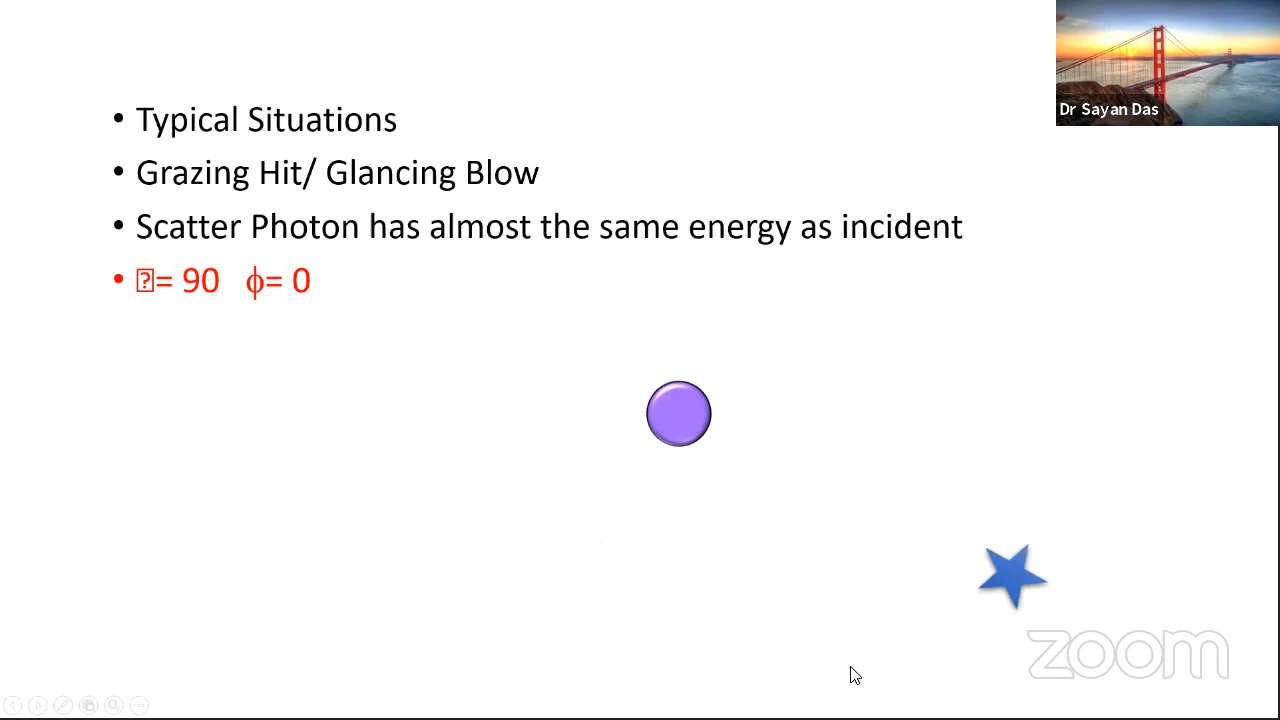 • Typical Situations
• Grazing Hit/ Glancing Blow
• Scatter Photon has almost the same energy as incident
• = 90 ϕ= 0
Dr Sayan Das
zoom